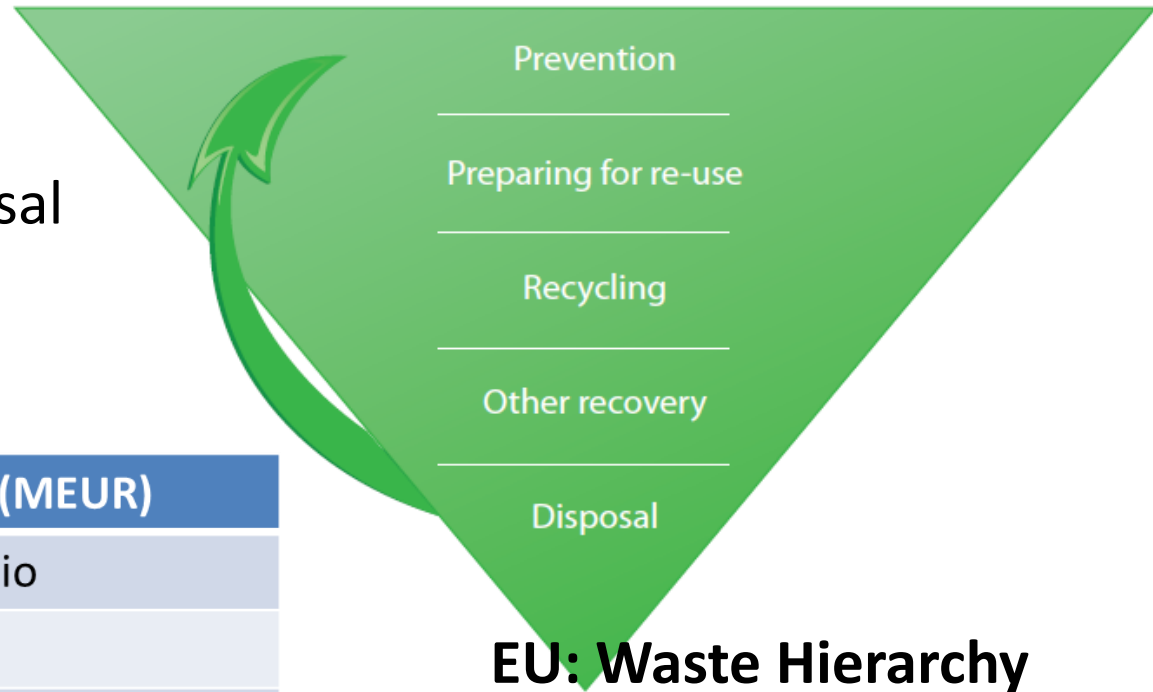 Prevention
Preparing for re-use
sal
Recycling
Other recovery
(MEUR)
Disposal
io
EU: Waste Hierarchy